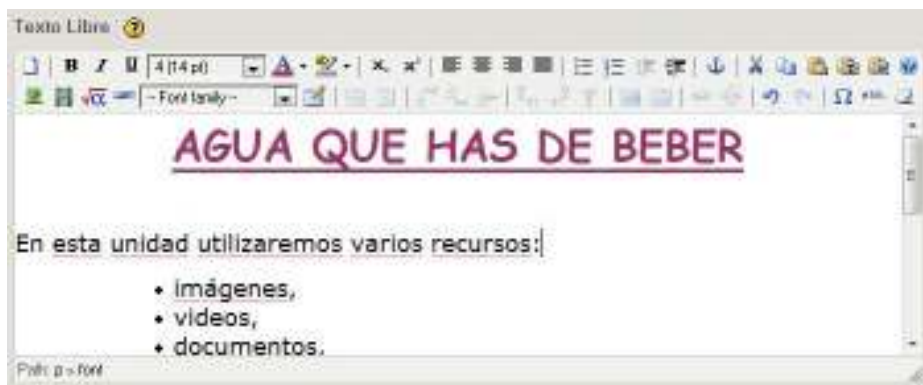 Texto Libre
B I U 4 (14 pt)
-- Font family --
AGUA QUE HAS DE BEBER
En esta unidad utilizaremos varios recursos:
• imágenes,
• videos,
• documentos.
Path: p » font